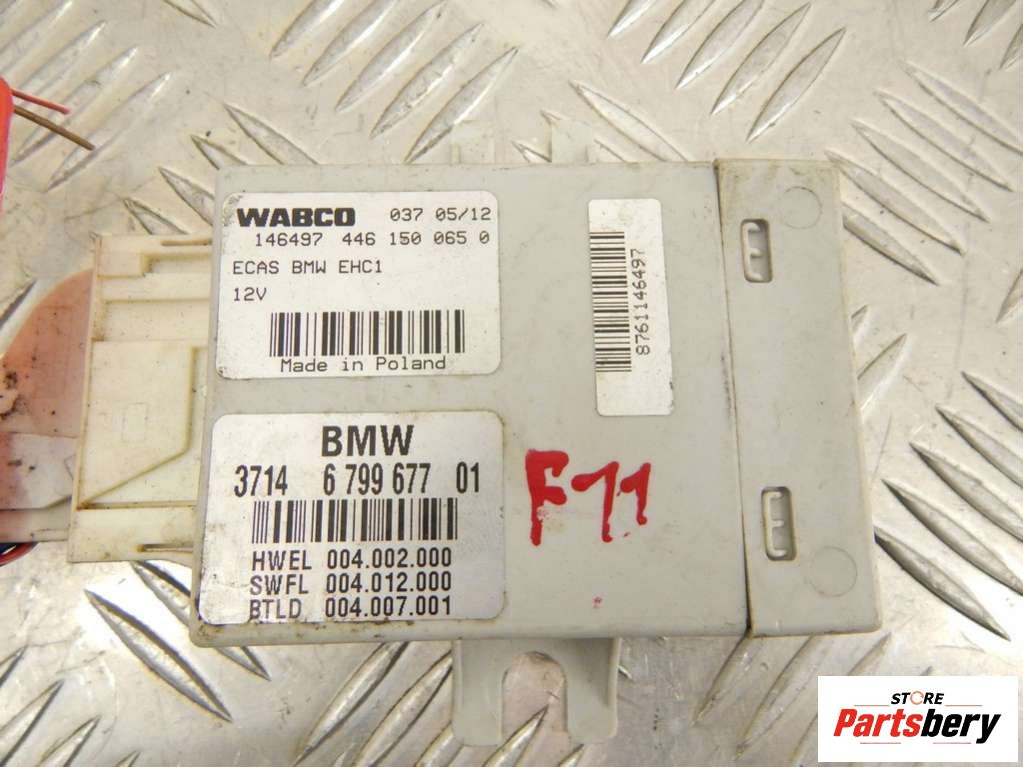 WABCO 037 05/12
146497 446 150 065 0
ECAS BMW EHC1
12V
Made in Poland
8761146497
BMW
3714 6 799 677 01
HWEL 004.002.000
SWFL 004.012.000
BTLD 004.007.001
F11
STORE
Partsbery